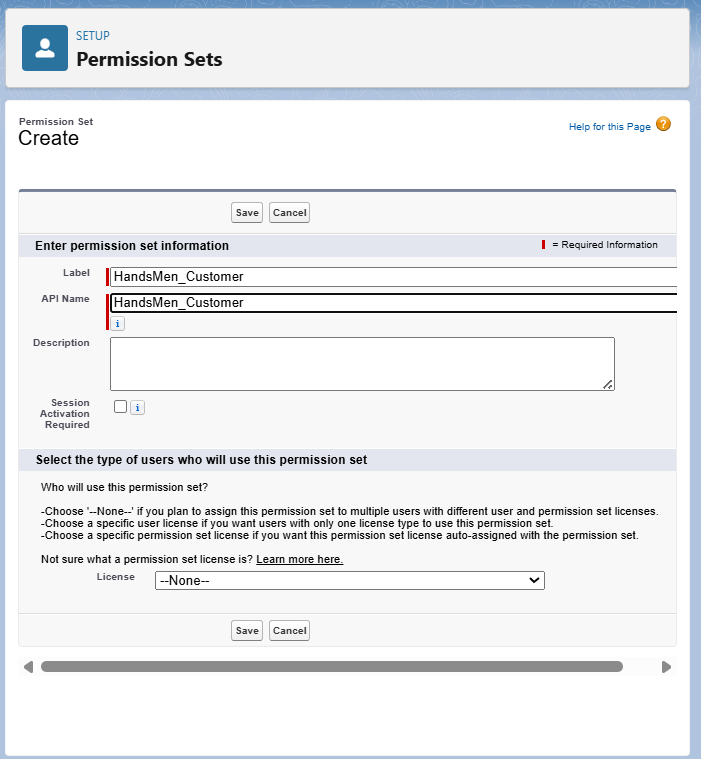 SETUP
Permission Sets
Permission Set
Create
Help for this Page ?
Save Cancel
Enter permission set information
= Required Information
Label HandsMen_Customer
API Name HandsMen_Customer
i
Description
Session
Activation
Required
i
Select the type of users who will use this permission set
Who will use this permission set?
-Choose '--None--' if you plan to assign this permission set to multiple users with different user and permission set licenses.
-Choose a specific user license if you want users with only one license type to use this permission set.
-Choose a specific permission set license if you want this permission set license auto-assigned with the permission set.
Not sure what a permission set license is? Learn more here.
License --None--
Save Cancel